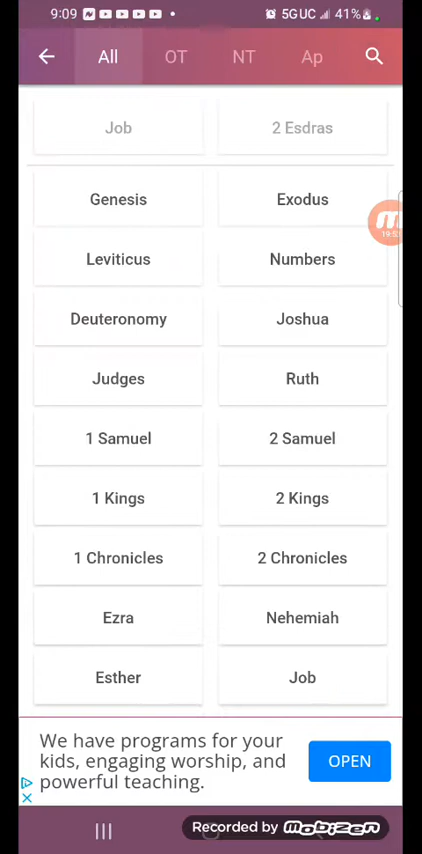 9:09 5GUC 41%
All OT NT Ap
Job 2 Esdras
Genesis Exodus
Leviticus Numbers
Deuteronomy Joshua
Judges Ruth
1 Samuel 2 Samuel
1 Kings 2 Kings
1 Chronicles 2 Chronicles
Ezra Nehemiah
Esther Job
We have programs for your
kids, engaging worship, and
powerful teaching.
OPEN
Recorded by mobizen